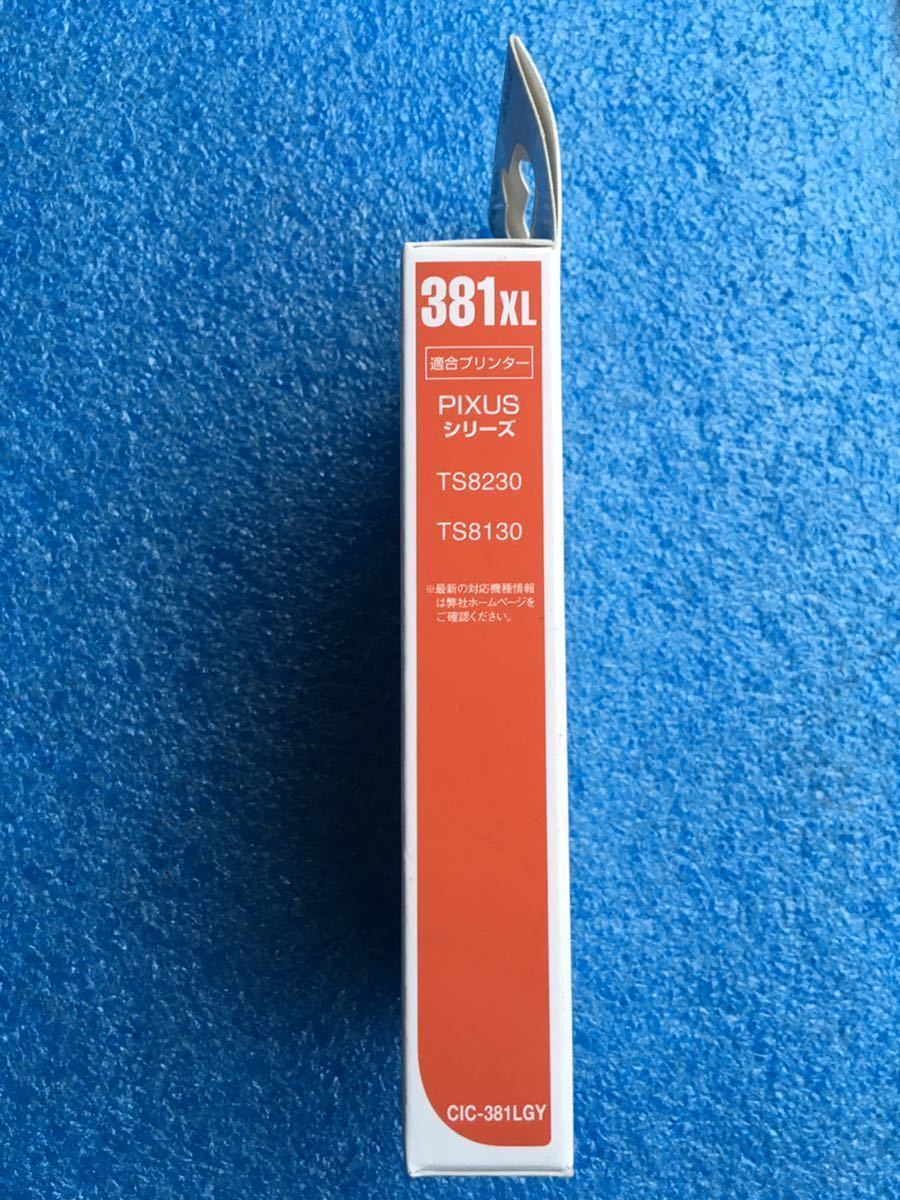 381XL
適合プリンター
PIXUS
シリーズ
TS8230
TS8130
※最新の対応機種情報
は弊社ホームページを
ご確認ください。
CIC-381LGY